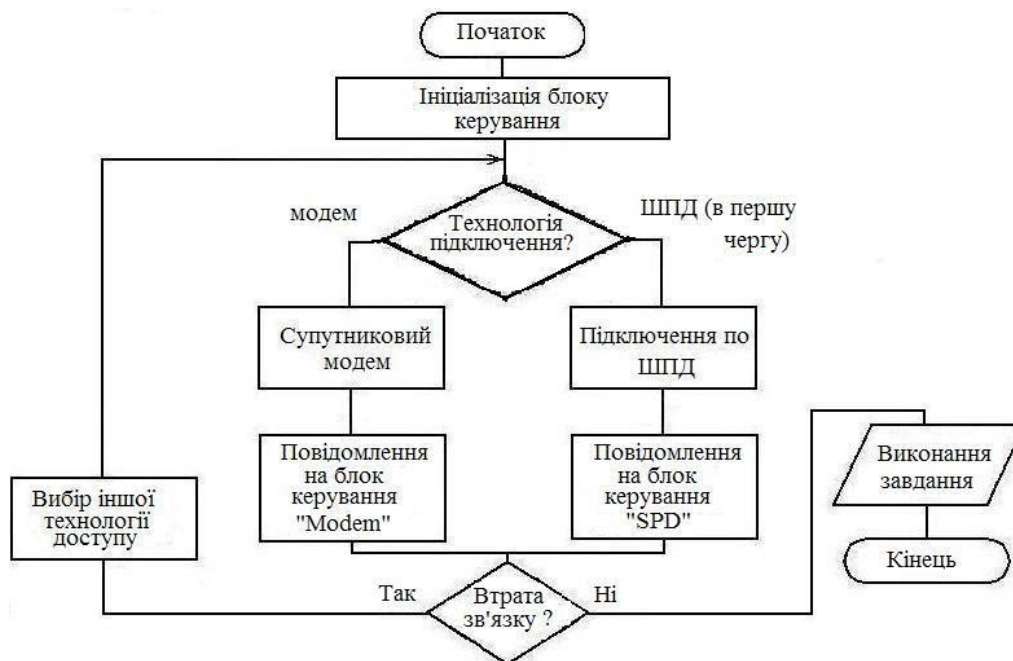 Початок
Ініціалізація блоку
керування
модем
Технологія
підключення?
ШПД (в першу
чергу)
Супутниковий
модем
Підключення по
ШПД
Повідомлення
на блок
керування
"Modem"
Повідомлення
на блок
керування
"SPD"
Виконання
завдання
Вибір іншої
технології
доступу
Кінець
Так
Втрата
зв'язку ?
Ні